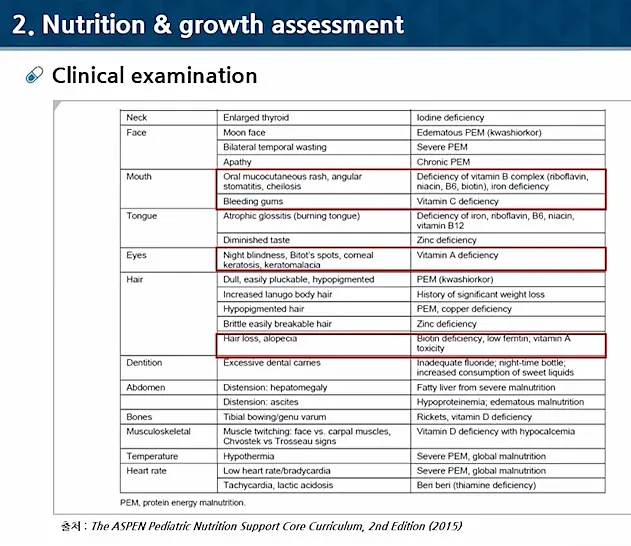 2. Nutrition & growth assessment
Clinical examination
Neck Enlarged thyroid Iodine deficiency
Face Moon face Edematous PEM (kwashiorkor)
Bilateral temporal wasting Severe PEM
Apathy Chronic PEM
Mouth Oral mucocutaneous rash, angular Deficiency of vitamin B complex (riboflavin,
stomatitis, cheilosis niacin, B6, biotin), iron deficiency
Bleeding gums Vitamin C deficiency
Tongue Atrophic glossitis (burning tongue) Deficiency of iron, riboflavin, B6, niacin,
vitamin B12
Diminished taste Zinc deficiency
Eyes Night blindness, Bitot's spots, corneal Vitamin A deficiency
keratosis, keratomalacia
Hair Dull, easily pluckable, hypopigmented PEM (kwashiorkor)
Increased lanugo body hair History of significant weight loss
Hypopigmented hair PEM, copper deficiency
Brittle easily breakable hair Zinc deficiency
Hair loss, alopecia Biotin deficiency, low ferritin; vitamin A
toxicity
Dentition Excessive dental carries Inadequate fluoride; night-time bottle;
increased consumption of sweet liquids
Abdomen Distension: hepatomegaly Fatty liver from severe malnutrition
Distension: ascites Hypoproteinemia; edematous malnutrition
Bones Tibial bowing/genu varum Rickets, vitamin D deficiency
Musculoskeletal Muscle twitching: face vs. carpal muscles, Vitamin D deficiency with hypocalcemia
Chvostek vs Trosseau signs
Temperature Hypothermia Severe PEM, global malnutrition
Heart rate Low heart rate/bradycardia Severe PEM, global malnutrition
Tachycardia, lactic acidosis Beri beri (thiamine deficiency)
PEM, protein energy malnutrition.
출처 : The ASPEN Pediatric Nutrition Support Core Curriculum, 2nd Edition (2015)